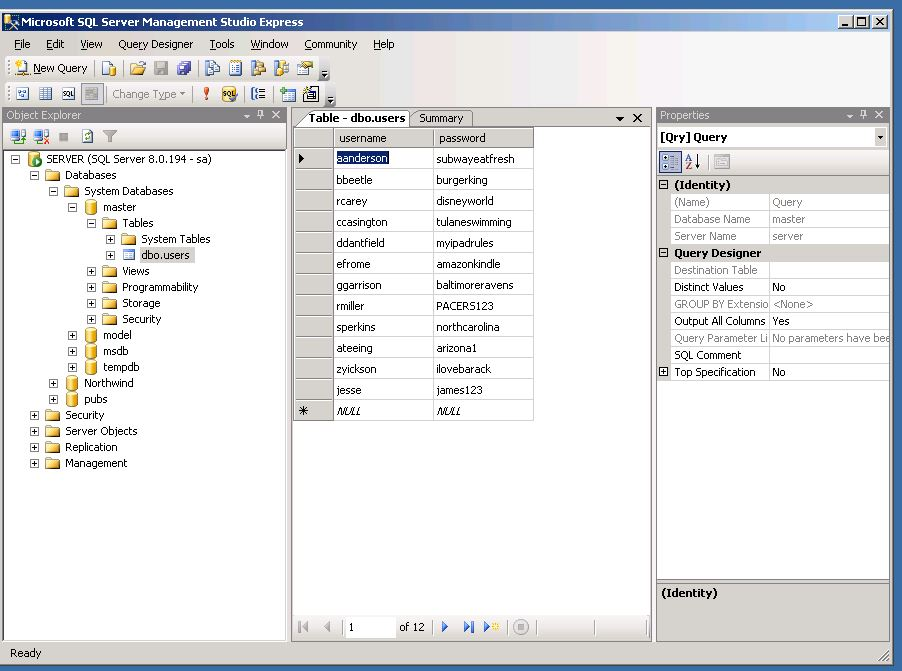 Microsoft SQL Server Management Studio Express
File Edit View Query Designer Tools Window Community Help
New Query
SQL Change Type SQL
Object Explorer
SERVER (SQL Server 8.0.194 - sa)
Databases
System Databases
master
Tables
System Tables
dbo.users
Views
Programmability
Storage
Security
model
msdb
tempdb
Northwind
pubs
Security
Server Objects
Replication
Management
Table - dbo.users Summary
username password
aanderson subwayeatfresh
bbeetle burgerking
rcarey disneyworld
ccasington tulaneswimming
ddantfield myipadrules
efrome amazonkindle
ggarrison baltimoreravens
rmiller PACERS123
sperkins northcarolina
ateeing arizona1
zyickson ilovebarack
jesse james123
NULL NULL
1 of 12
Properties
[Qry] Query
(Identity)
(Name) Query
Database Name master
Server Name server
Query Designer
Destination Table
Distinct Values No
GROUP BY Extensio <None>
Output All Columns Yes
Query Parameter Li No parameters have bee
SQL Comment
Top Specification No
(Identity)
Ready